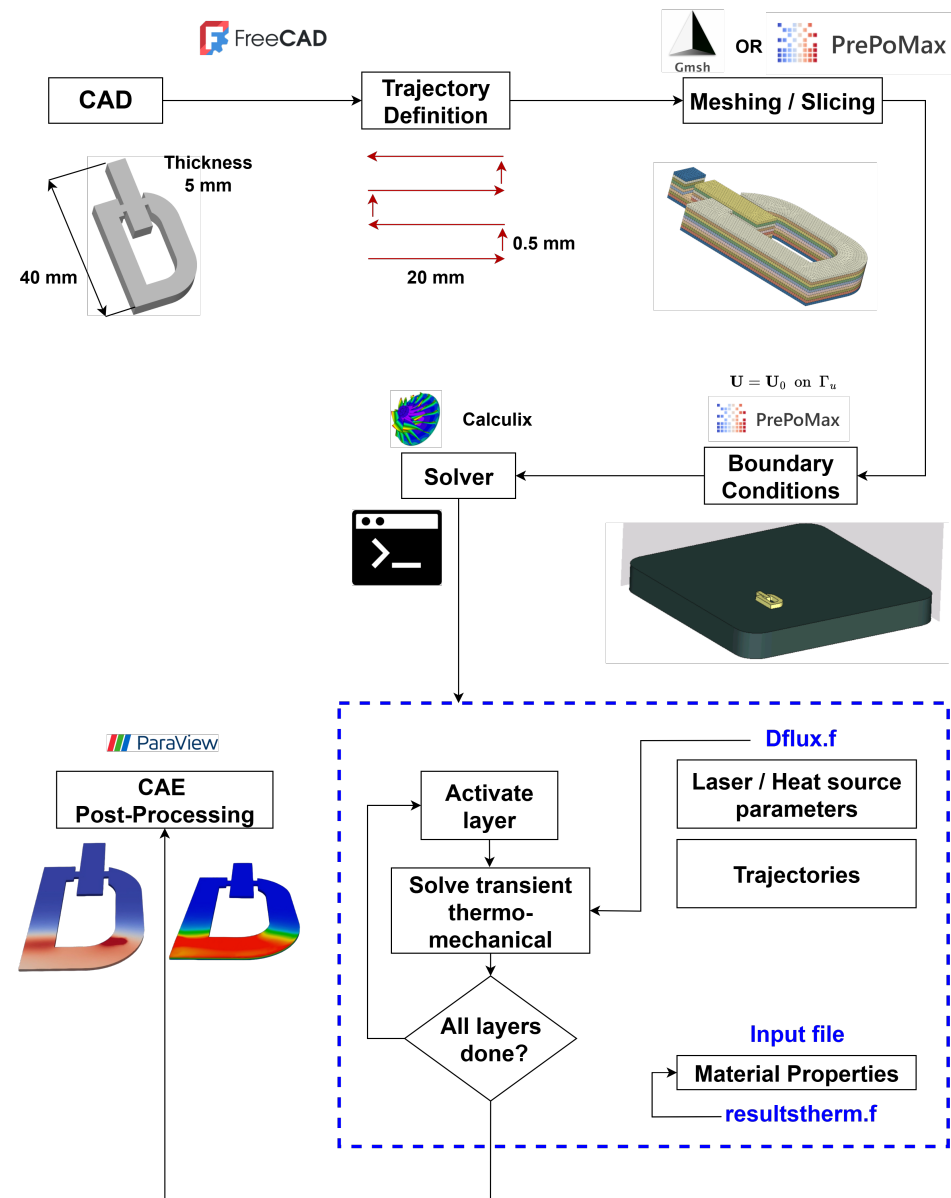 FreeCAD
Gmsh
OR
PrePoMax
CAD
Trajectory
Definition
Meshing / Slicing
Thickness
5 mm
40 mm
0.5 mm
20 mm
U = U₀ on Γᵤ
PrePoMax
Calculix
Solver
Boundary
Conditions
>_
ParaView
CAE
Post-Processing
Dflux.f
Laser / Heat source
parameters
Trajectories
Activate
layer
Solve transient
thermo-
mechanical
All layers
done?
Input file
Material Properties
resultstherm.f